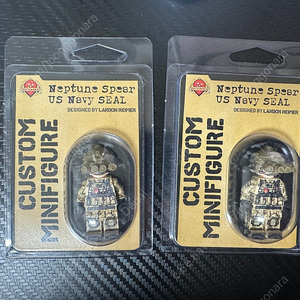 Neptune Spear
US Navy SEAL
DESIGNED BY LANDON REIMER
CUSTOM
MINIFIGURE
Neptune Spear
US Navy SEAL
DESIGNED BY LANDON REIMER
CUSTOM
MINIFIGURE